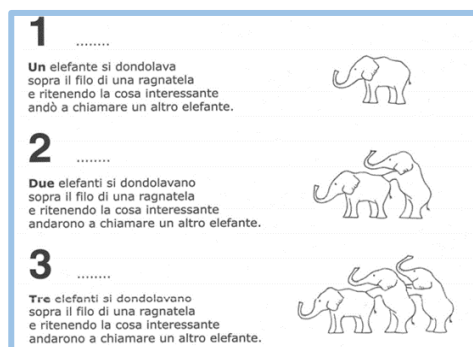 1 ........
Un elefante si dondolava
sopra il filo di una ragnatela
e ritenendo la cosa interessante
andò a chiamare un altro elefante.
2 ........
Due elefanti si dondolavano
sopra il filo di una ragnatela
e ritenendo la cosa interessante
andarono a chiamare un altro elefante.
3 ........
Tre elefanti si dondolavano
sopra il filo di una ragnatela
e ritenendo la cosa interessante
andarono a chiamare un altro elefante.